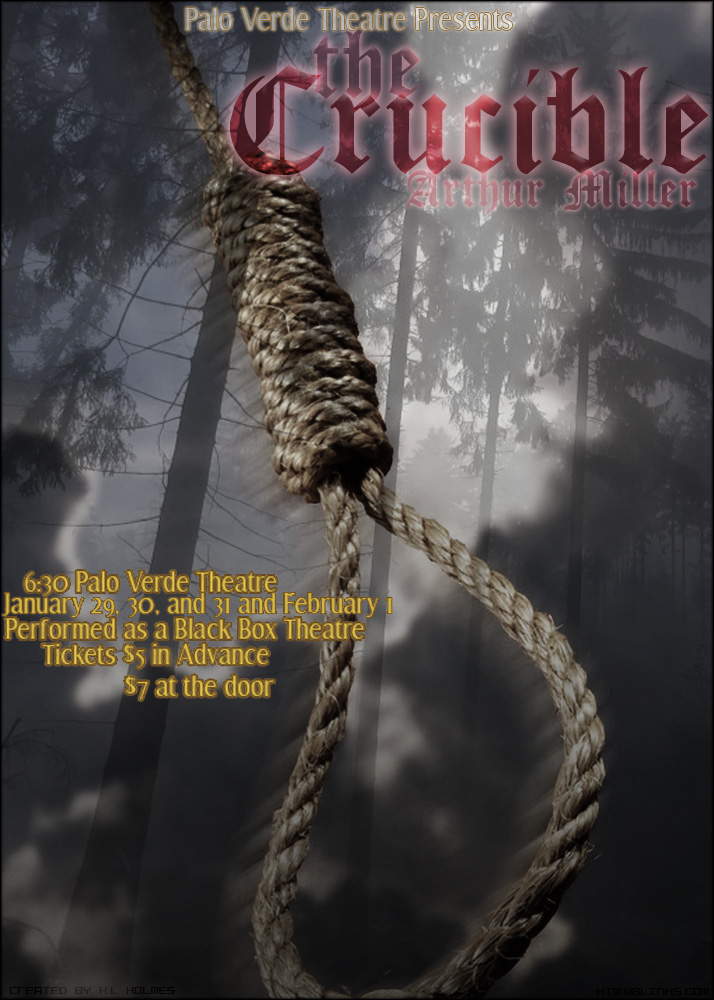 Palo Verde Theatre Presents
the
Crucible
Arthur Miller
6:30 Palo Verde Theatre
January 29, 30, and 31 and February 1
Performed as a Black Box Theatre
Tickets $5 in Advance
$7 at the door
CREATED BY H.L. HOLMES